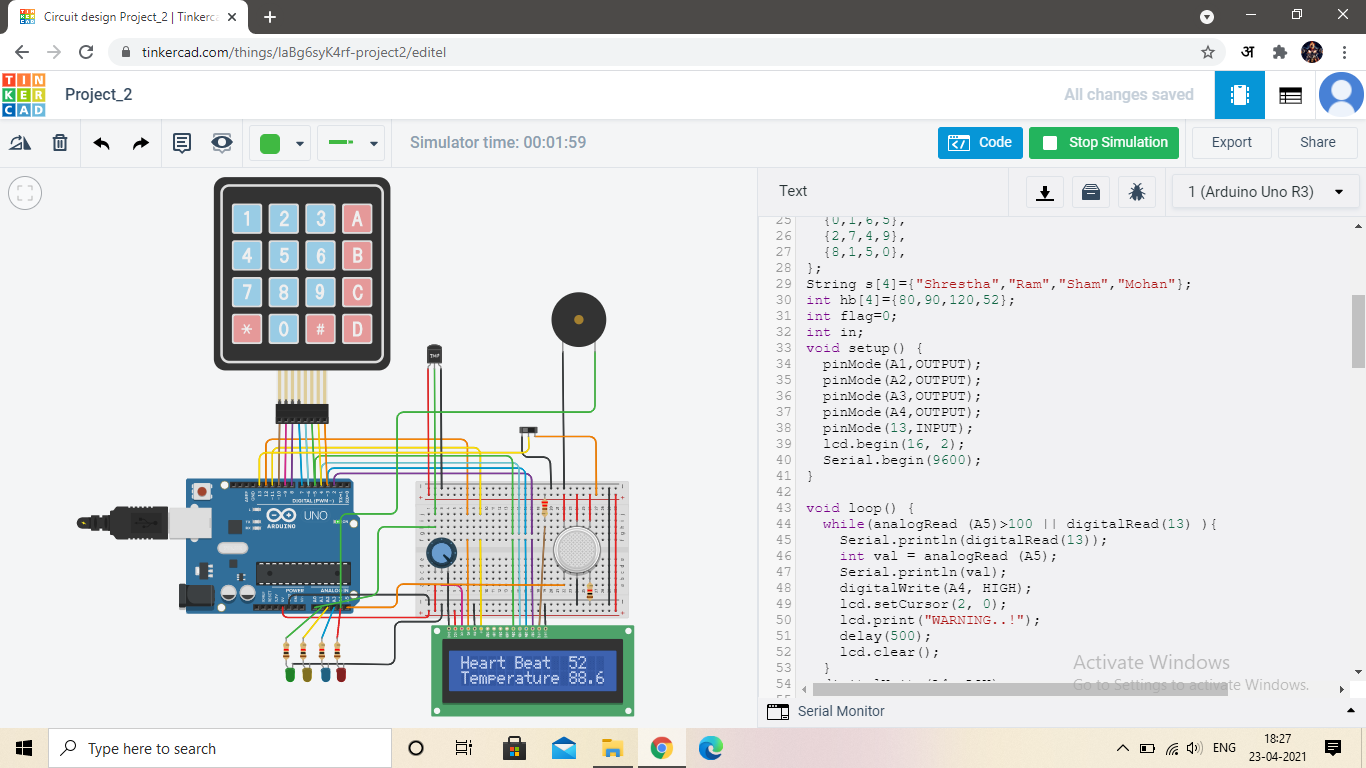 Circuit design Project_2 | Tinkerca
tinkercad.com/things/laBg6syK4rf-project2/editel
अ
TIN
KER
CAD
Project_2
All changes saved
Simulator time: 00:01:59
Code
Stop Simulation
Export
Share
Text
1 (Arduino Uno R3)
1 2 3 A
4 5 6 B
7 8 9 C
* 0 # D
TMP
DIGITAL (PWM~)
UNO
ARDUINO
POWER
ANALOG IN
Heart Beat 52
Temperature 88.6
25 {0,1,6,5},
26 {2,7,4,9},
27 {8,1,5,0},
28 };
29 String s[4]={"Shrestha","Ram","Sham","Mohan"};
30 int hb[4]={80,90,120,52};
31 int flag=0;
32 int in;
33 void setup() {
34 pinMode(A1,OUTPUT);
35 pinMode(A2,OUTPUT);
36 pinMode(A3,OUTPUT);
37 pinMode(A4,OUTPUT);
38 pinMode(13,INPUT);
39 lcd.begin(16, 2);
40 Serial.begin(9600);
41 }
42
43 void loop() {
44 while(analogRead (A5)>100 || digitalRead(13) ){
45 Serial.println(digitalRead(13));
46 int val = analogRead (A5);
47 Serial.println(val);
48 digitalWrite(A4, HIGH);
49 lcd.setCursor(2, 0);
50 lcd.print("WARNING..!");
51 delay(500);
52 lcd.clear();
53 }
54
Activate Windows
Go to Settings to activate Windows.
Serial Monitor
Type here to search
ENG
18:27
23-04-2021